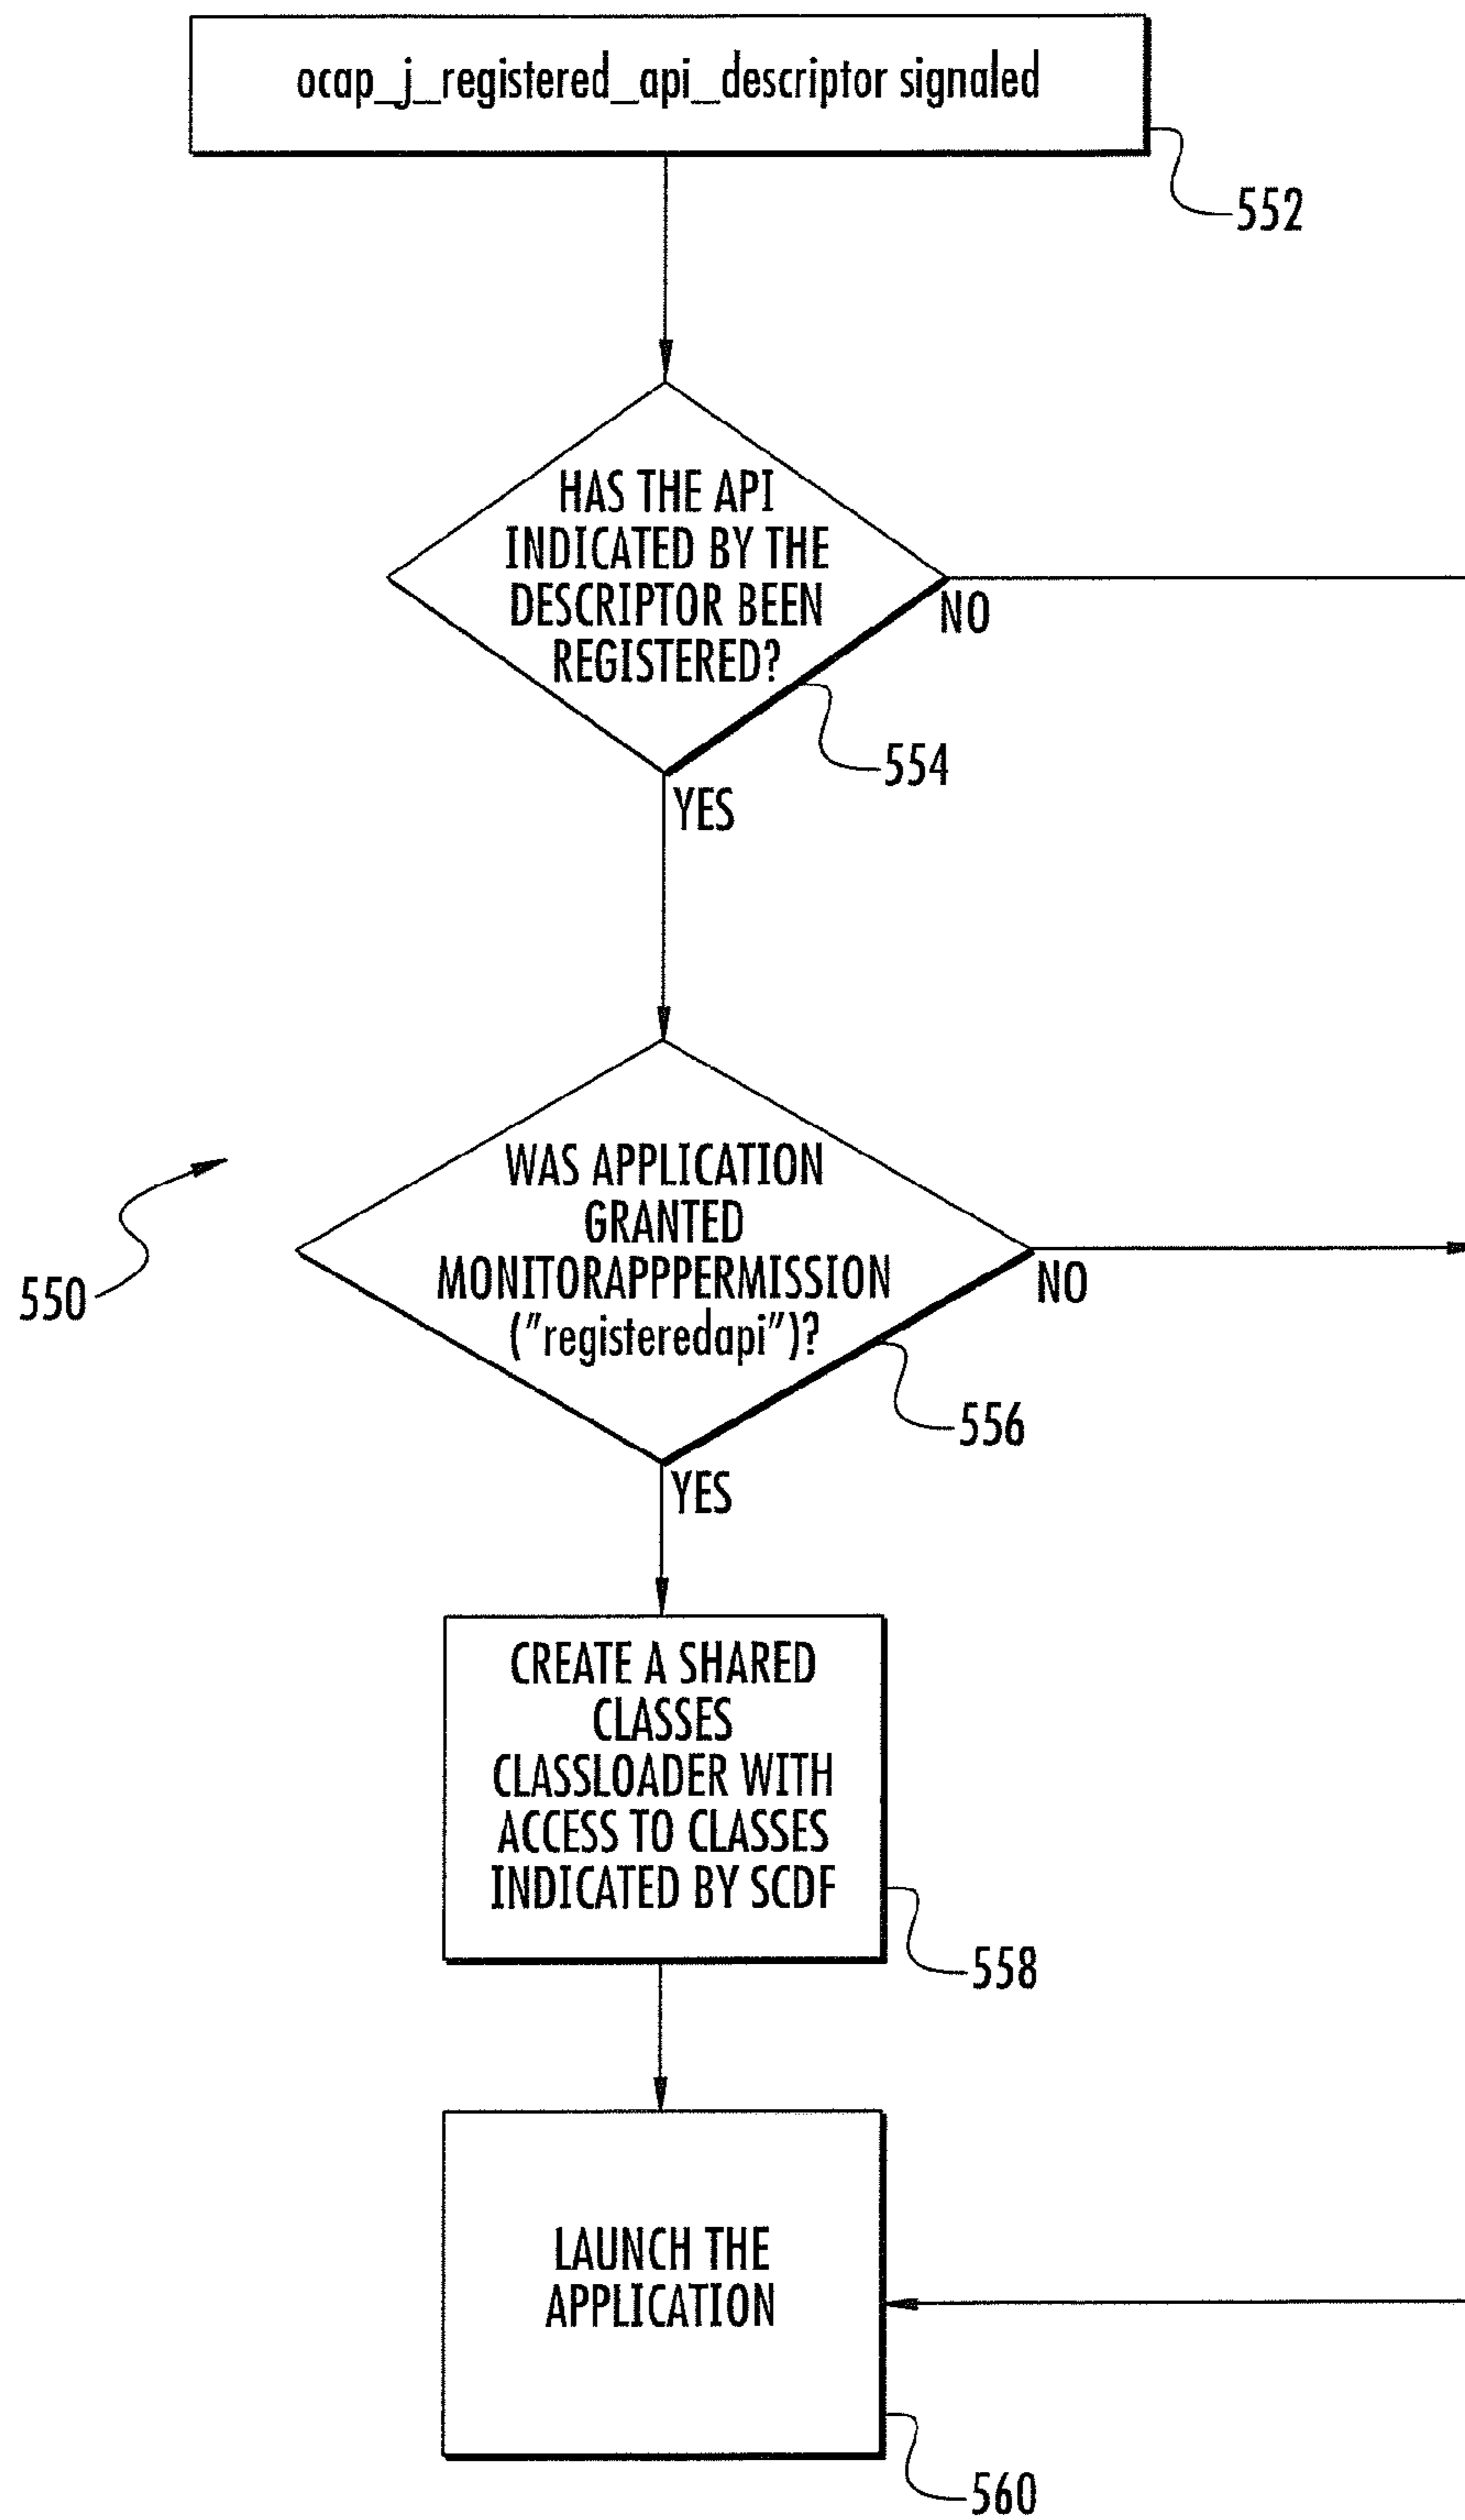 ocap_j_registered_api_descriptor signaled
552
HAS THE API
INDICATED BY THE
DESCRIPTOR BEEN
REGISTERED?
NO
554
YES
WAS APPLICATION
GRANTED
MONITORAPPPERMISSION
("registeredapi")?
550
NO
556
YES
CREATE A SHARED
CLASSES
CLASSLOADER WITH
ACCESS TO CLASSES
INDICATED BY SCDF
558
LAUNCH THE
APPLICATION
560